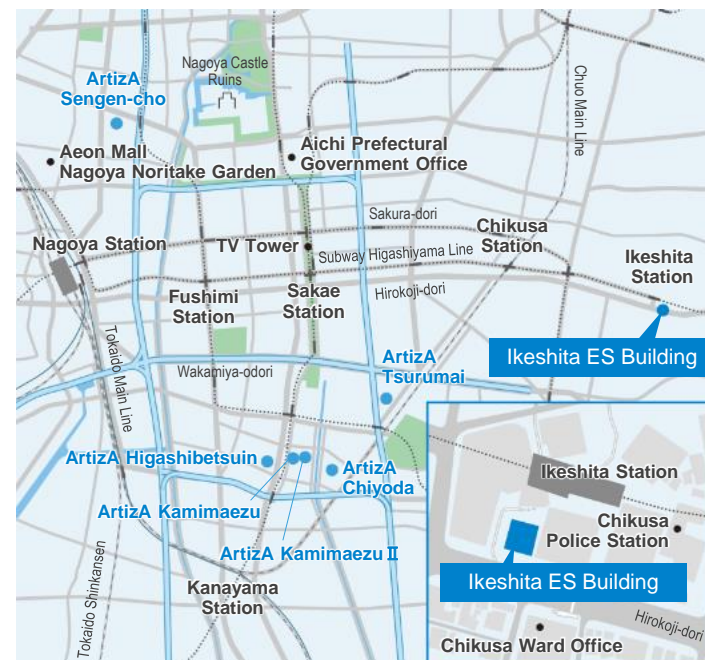 Nagoya Castle
Ruins
ArtizA
Sengen-cho
Chuo Main Line
Aeon Mall
Nagoya Noritake Garden
Aichi Prefectural
Government Office
Sakura-dori
Nagoya Station
TV Tower
Subway Higashiyama Line
Chikusa
Station
Ikeshita
Station
Fushimi
Station
Sakae
Station
Hirokoji-dori
Tokaido Main Line
Wakamiya-odori
ArtizA
Tsurumai
Ikeshita ES Building
ArtizA Higashibetsuin
ArtizA
Chiyoda
ArtizA Kamimaezu
ArtizA Kamimaezu Ⅱ
Kanayama
Station
Tokaido Shinkansen
Ikeshita Station
Chikusa
Police Station
Ikeshita ES Building
Hirokoji-dori
Chikusa Ward Office